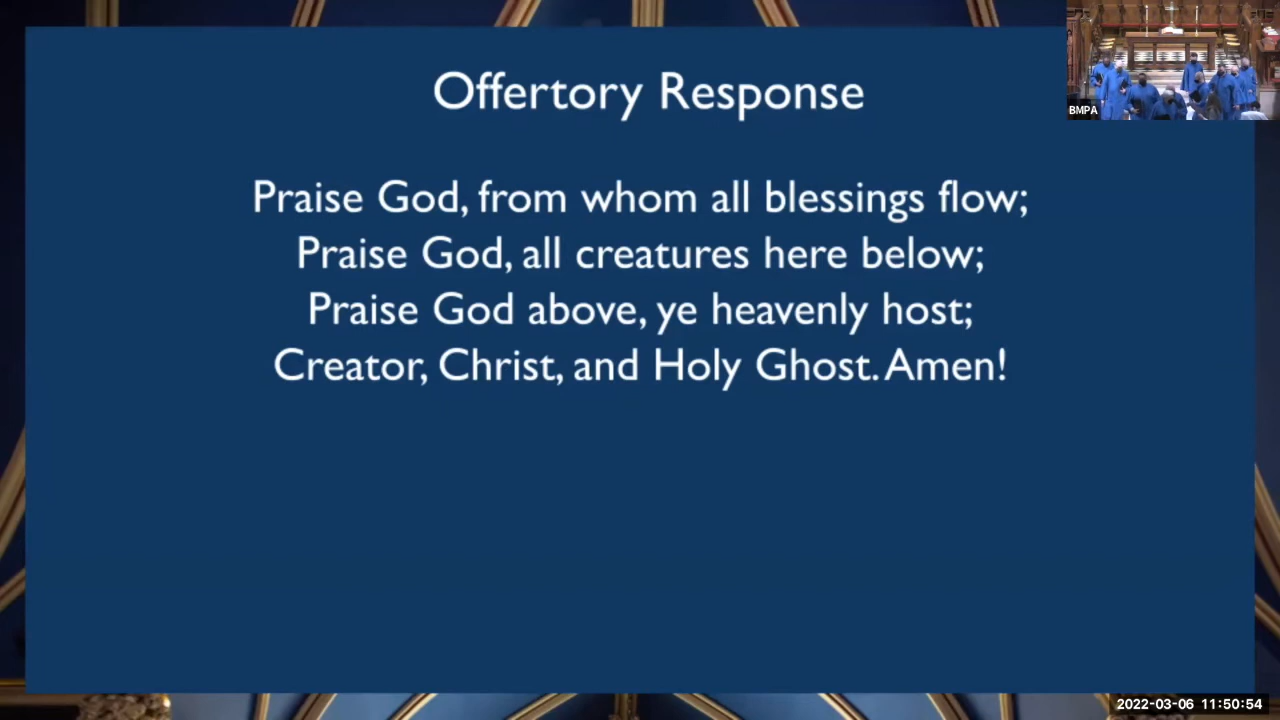 Offertory Response
BMPA
Praise God, from whom all blessings flow;
Praise God, all creatures here below;
Praise God above, ye heavenly host;
Creator, Christ, and Holy Ghost. Amen!
2022-03-06 11:50:54